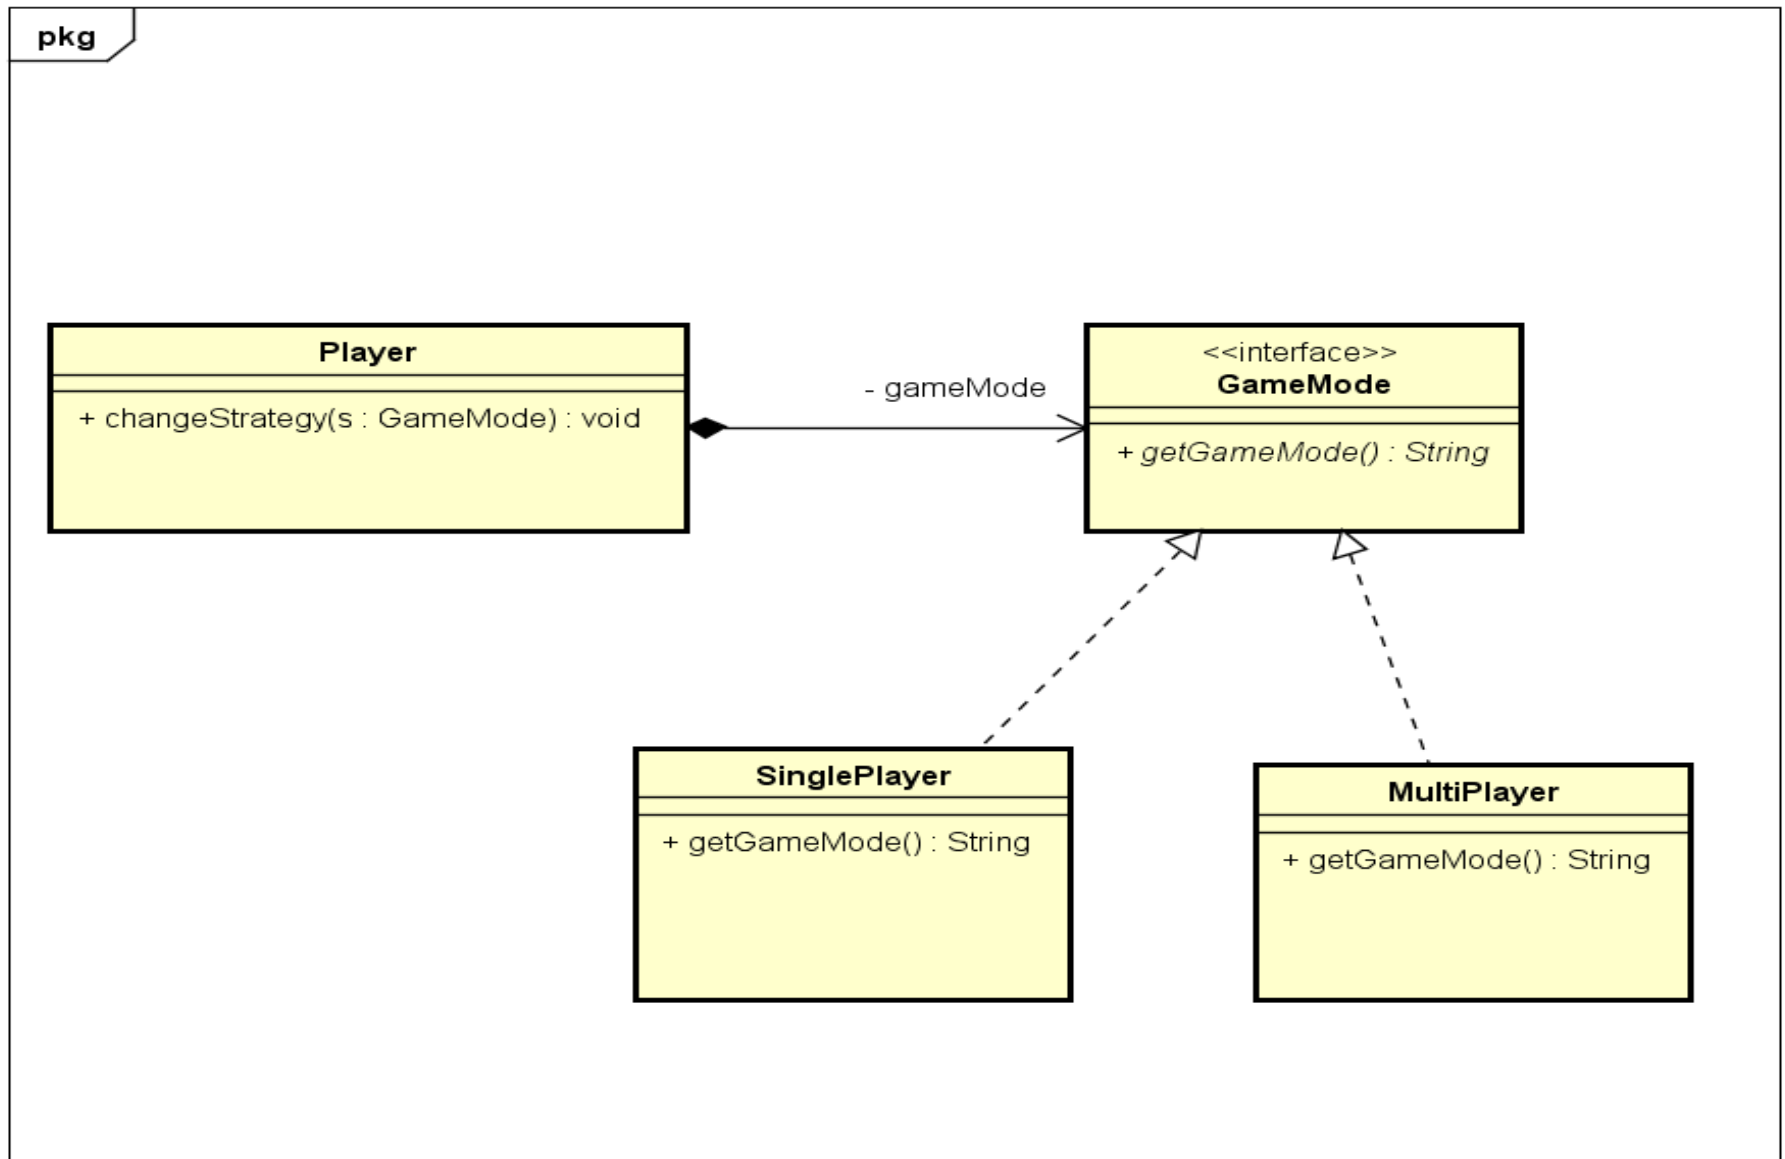 pkg
Player
+ changeStrategy(s : GameMode) : void
- gameMode
<<interface>>
GameMode
+ getGameMode() : String
SinglePlayer
+ getGameMode() : String
MultiPlayer
+ getGameMode() : String